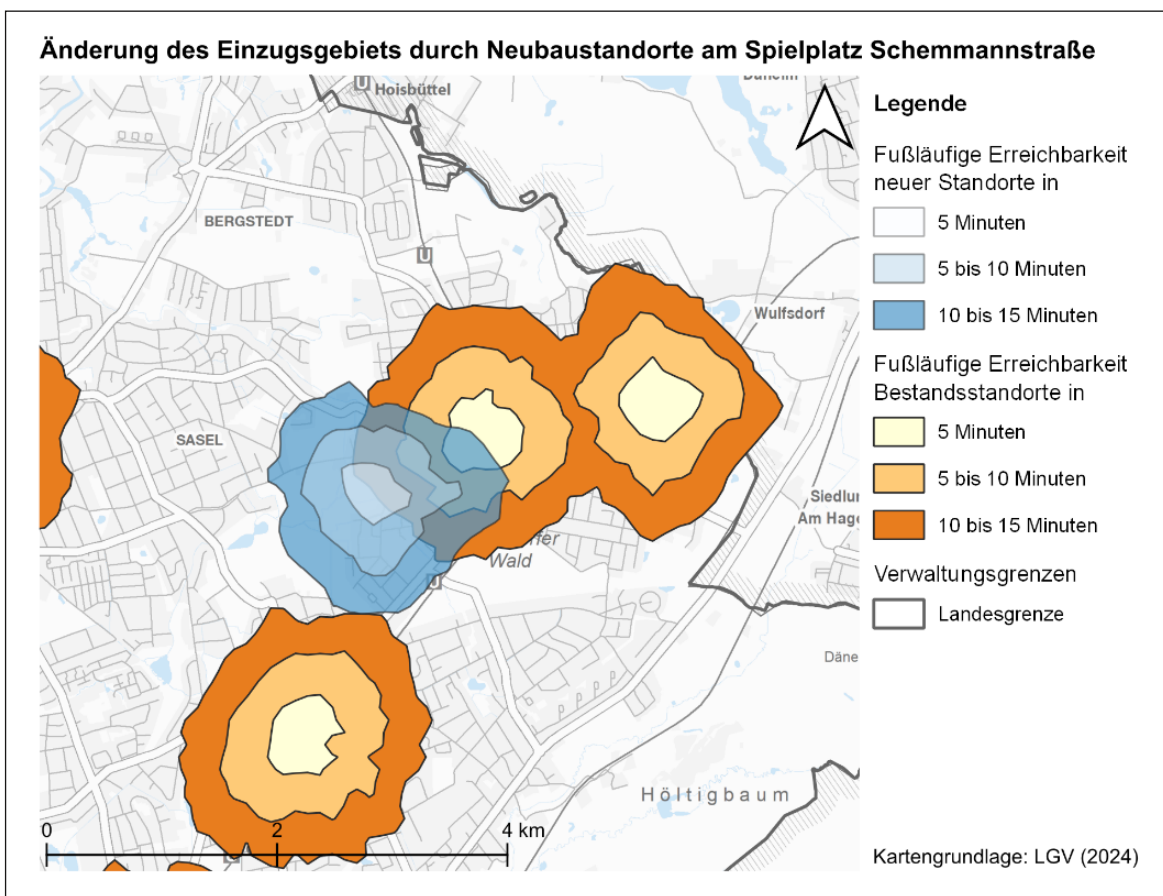 Änderung des Einzugsgebiets durch Neubaustandorte am Spielplatz Schemmannstraße
U
Hoisbüttel
BERGSTEDT
U
Wulfsdorf
SASEL
Wald
U
Höltigbaum
0
2
4 km
Legende
Fußläufige Erreichbarkeit
neuer Standorte in
5 Minuten
5 bis 10 Minuten
10 bis 15 Minuten
Fußläufige Erreichbarkeit
Bestandsstandorte in
5 Minuten
5 bis 10 Minuten
10 bis 15 Minuten
Siedlun
Am Hage
Verwaltungsgrenzen
Landesgrenze
Däne
Kartengrundlage: LGV (2024)